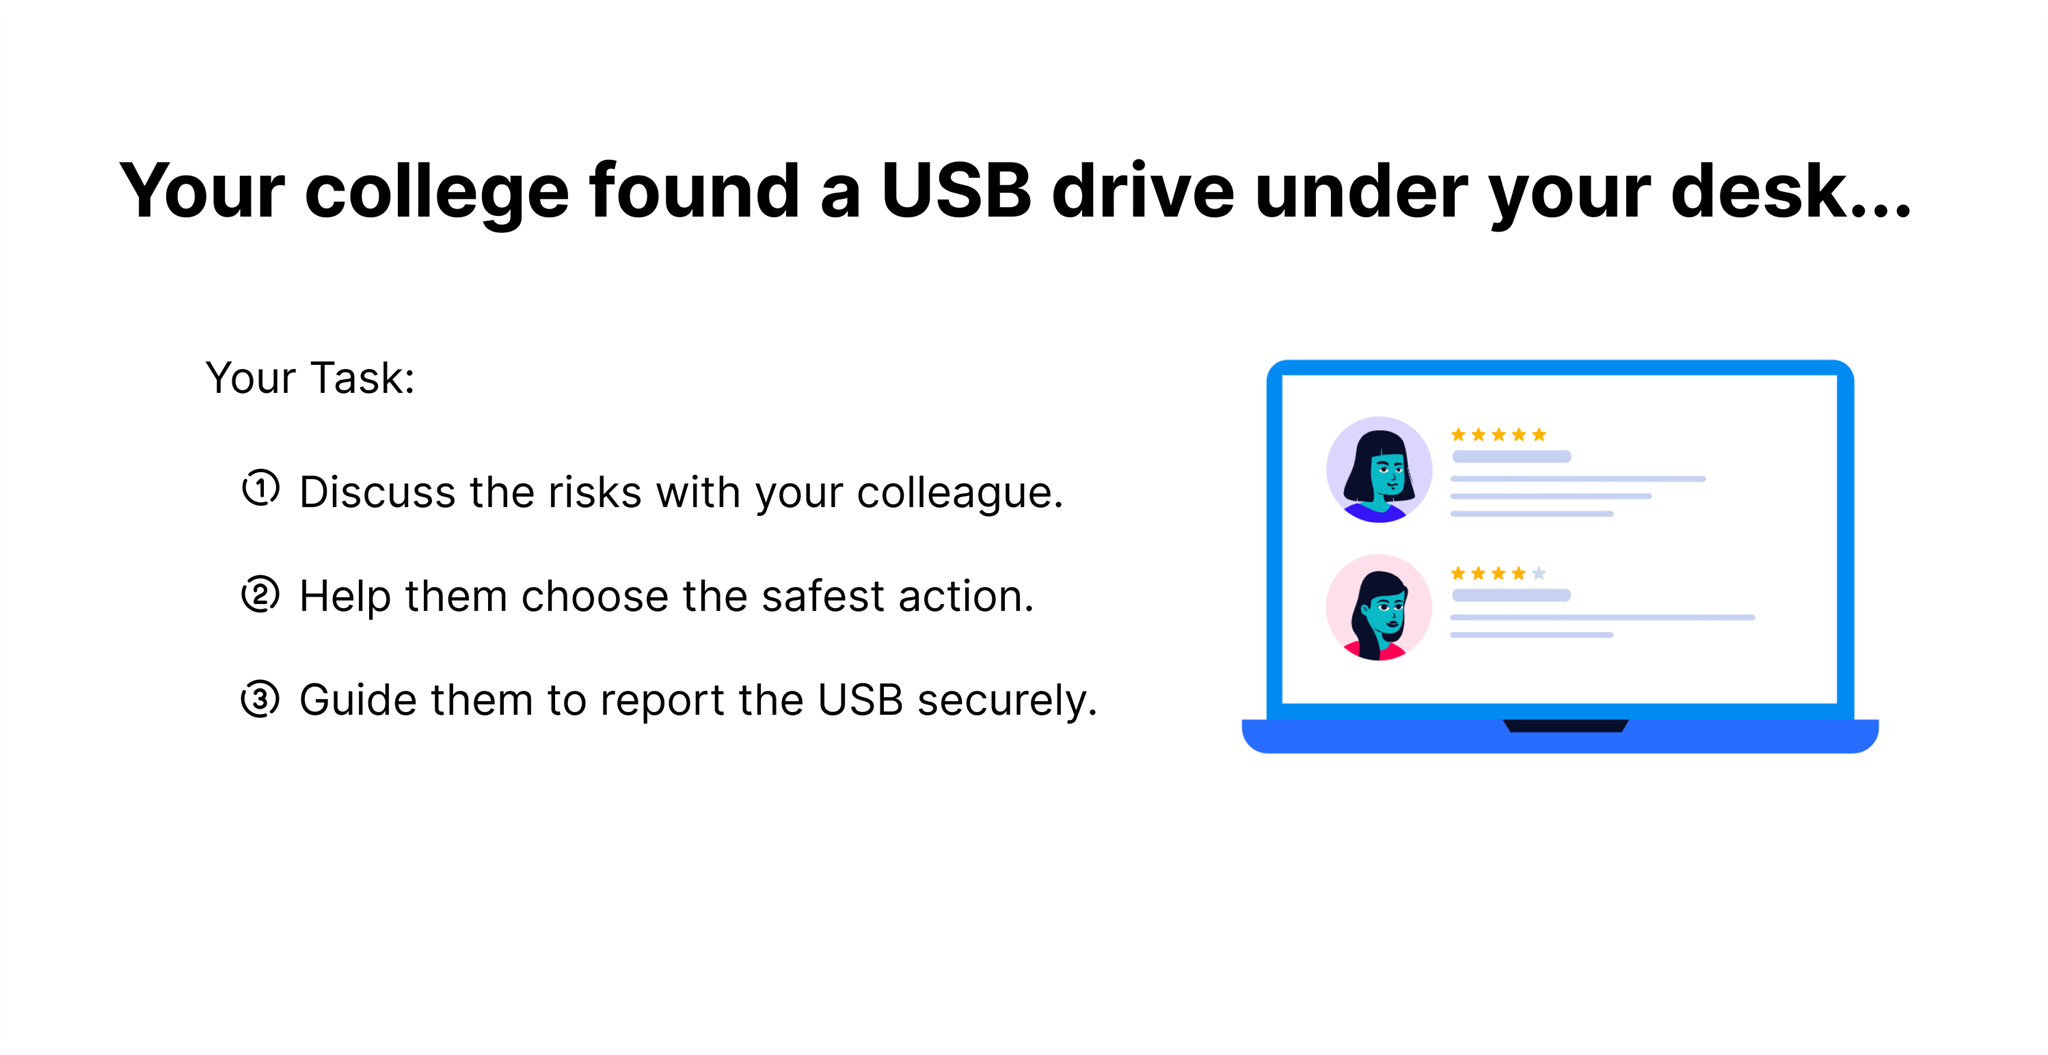 Your college found a USB drive under your desk...
Your Task:
1 Discuss the risks with your colleague.
2 Help them choose the safest action.
3 Guide them to report the USB securely.